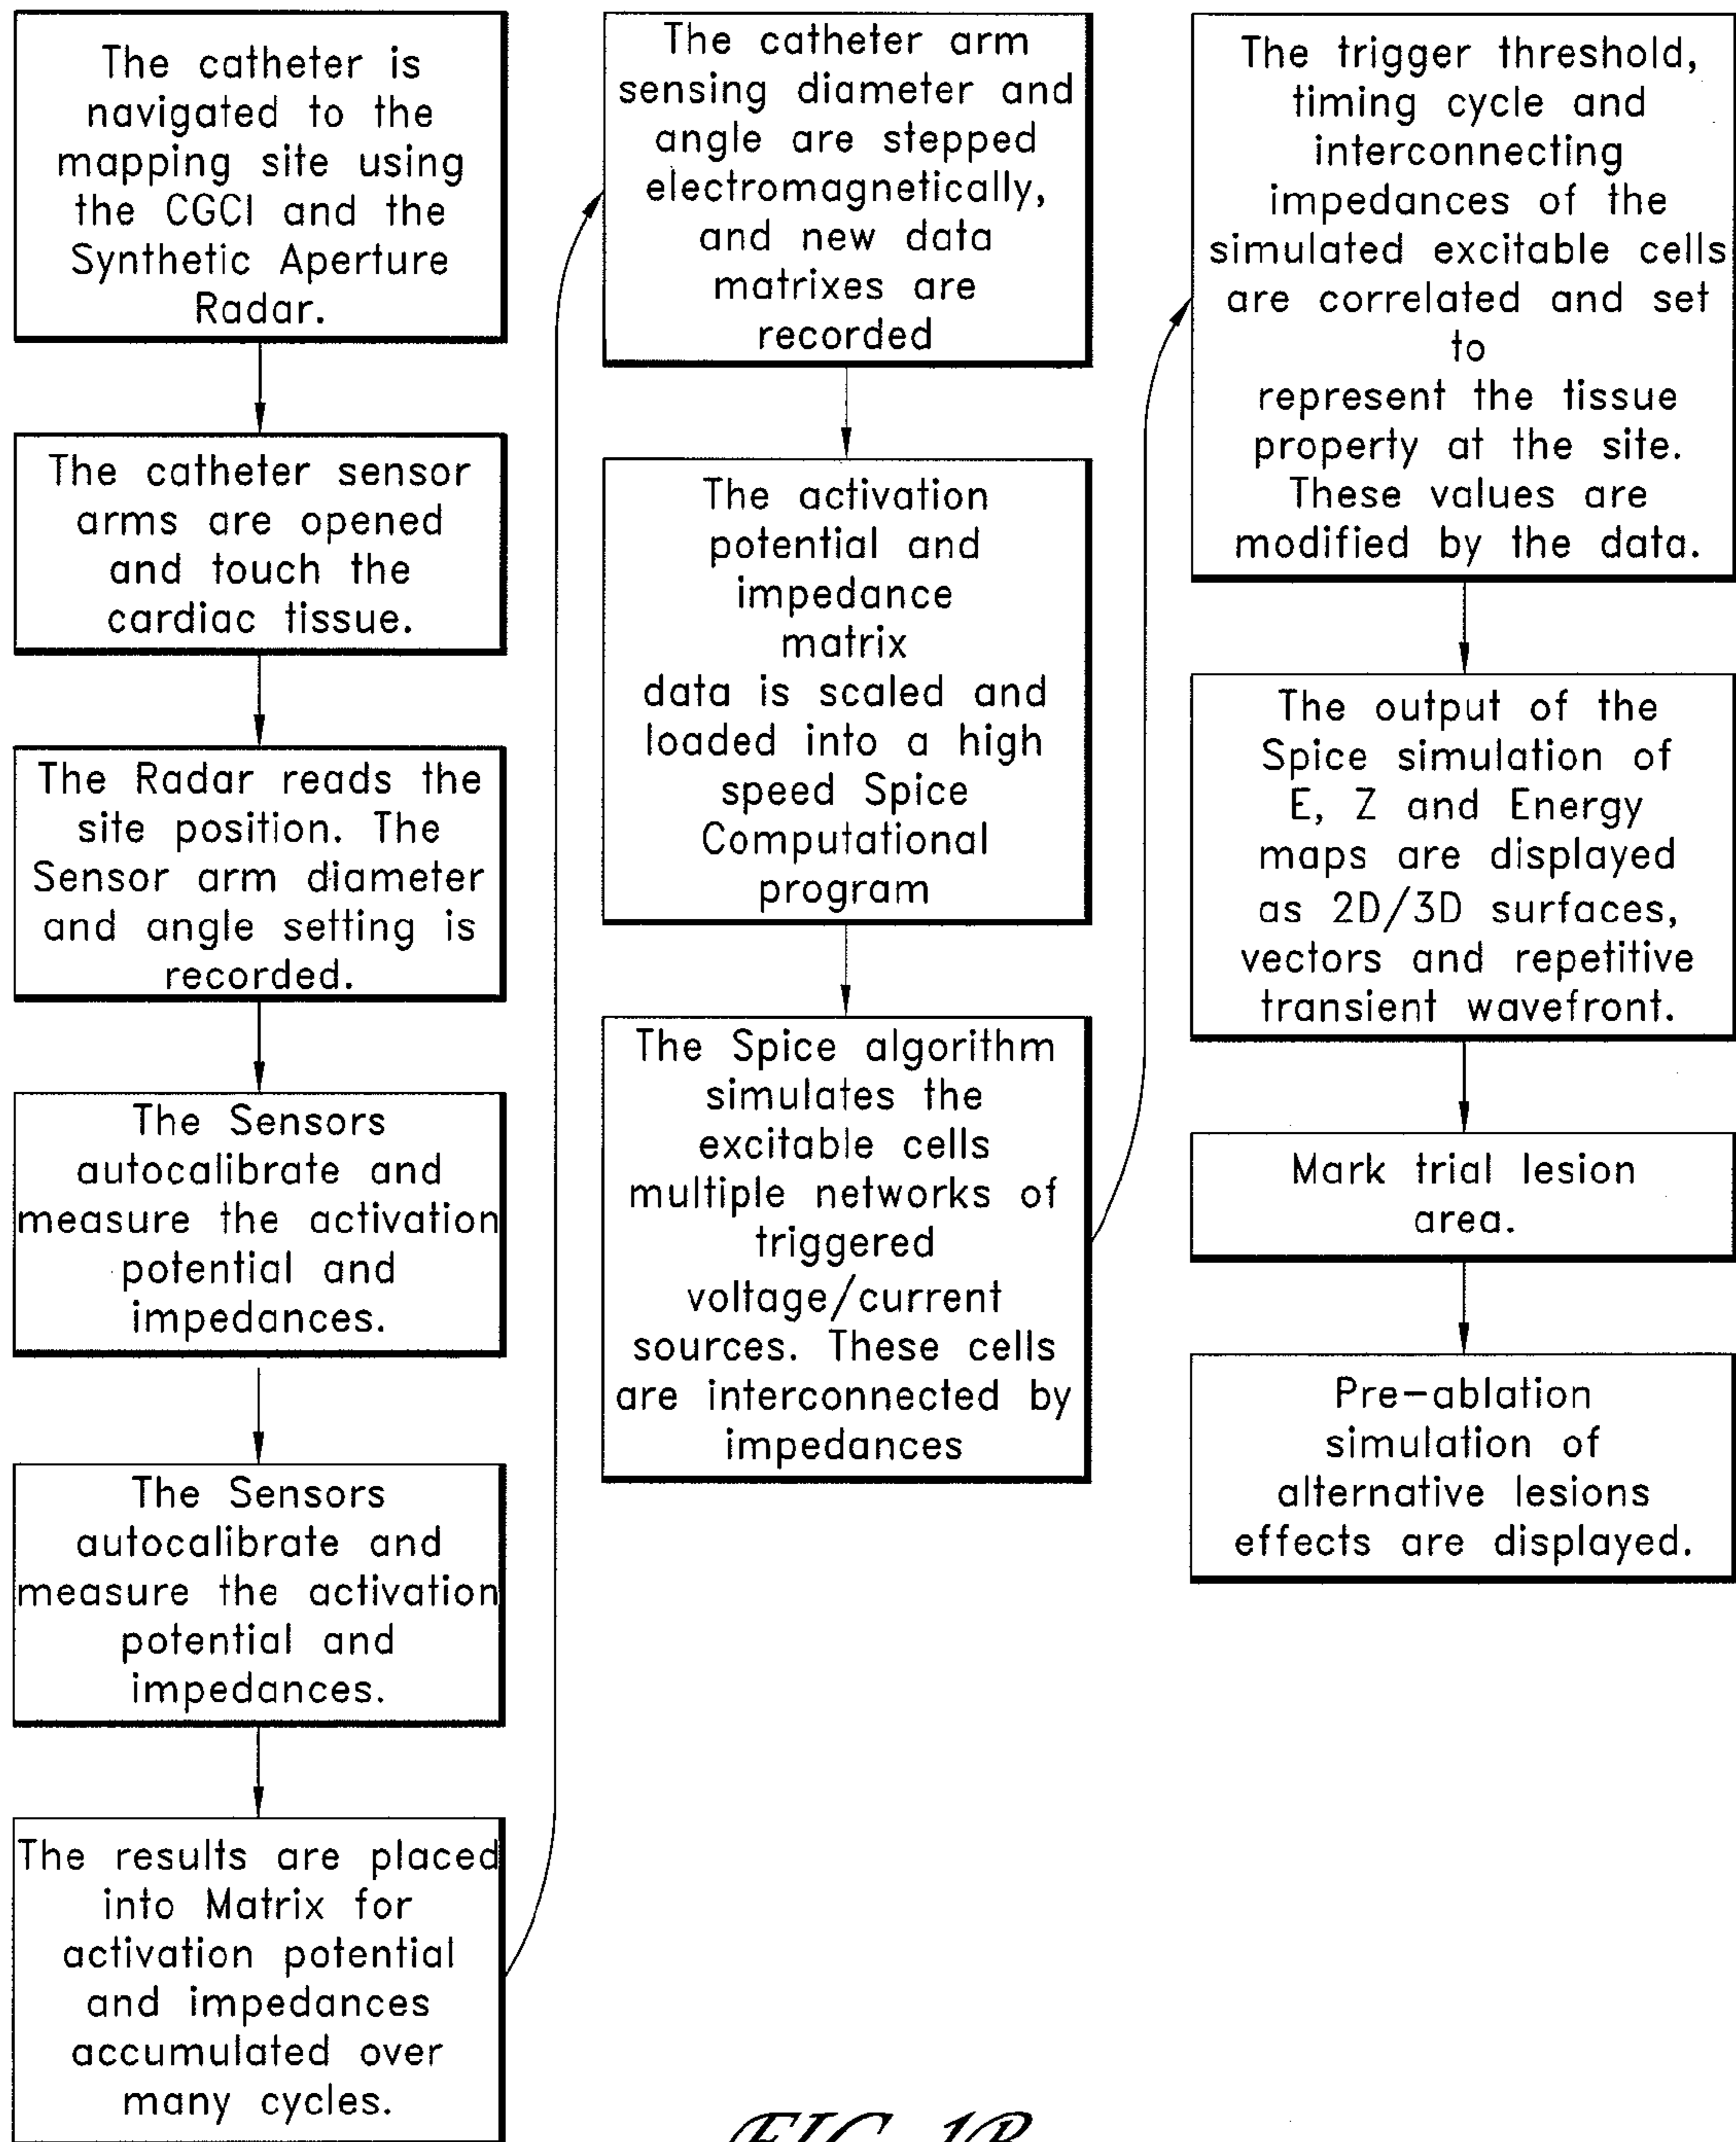 The catheter is
navigated to the
mapping site using
the CGCI and the
Synthetic Aperture
Radar.
The catheter sensor
arms are opened
and touch the
cardiac tissue.
The Radar reads the
site position. The
Sensor arm diameter
and angle setting is
recorded.
The Sensors
autocalibrate and
measure the activation
potential and
impedances.
The Sensors
autocalibrate and
measure the activation
potential and
impedances.
The results are placed
into Matrix for
activation potential
and impedances
accumulated over
many cycles.
The catheter arm
sensing diameter and
angle are stepped
electromagnetically,
and new data
matrixes are
recorded
The activation
potential and
impedance
matrix
data is scaled and
loaded into a high
speed Spice
Computational
program
The Spice algorithm
simulates the
excitable cells
multiple networks of
triggered
voltage/current
sources. These cells
are interconnected by
impedances
The trigger threshold,
timing cycle and
interconnecting
impedances of the
simulated excitable cells
are correlated and set
to
represent the tissue
property at the site.
These values are
modified by the data.
The output of the
Spice simulation of
E, Z and Energy
maps are displayed
as 2D/3D surfaces,
vectors and repetitive
transient wavefront.
Mark trial lesion
area.
Pre-ablation
simulation of
alternative lesions
effects are displayed.
FIG. 1B